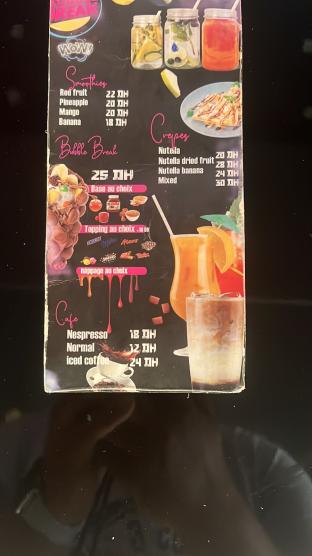 WOW!
Smoothies
Red fruit 22 DH
Pineapple 20 DH
Mango 20 DH
Banana 18 DH
Crepes
Nutella 20 DH
Nutella dried fruit 28 DH
Nutella banana 24 DH
Mixed 30 DH
Bubble Break
25 DH
Base au choix
Topping au choix
nappage au choix
Cafe
Nespresso 18 DH
Normal 12 DH
iced coffee 24 DH